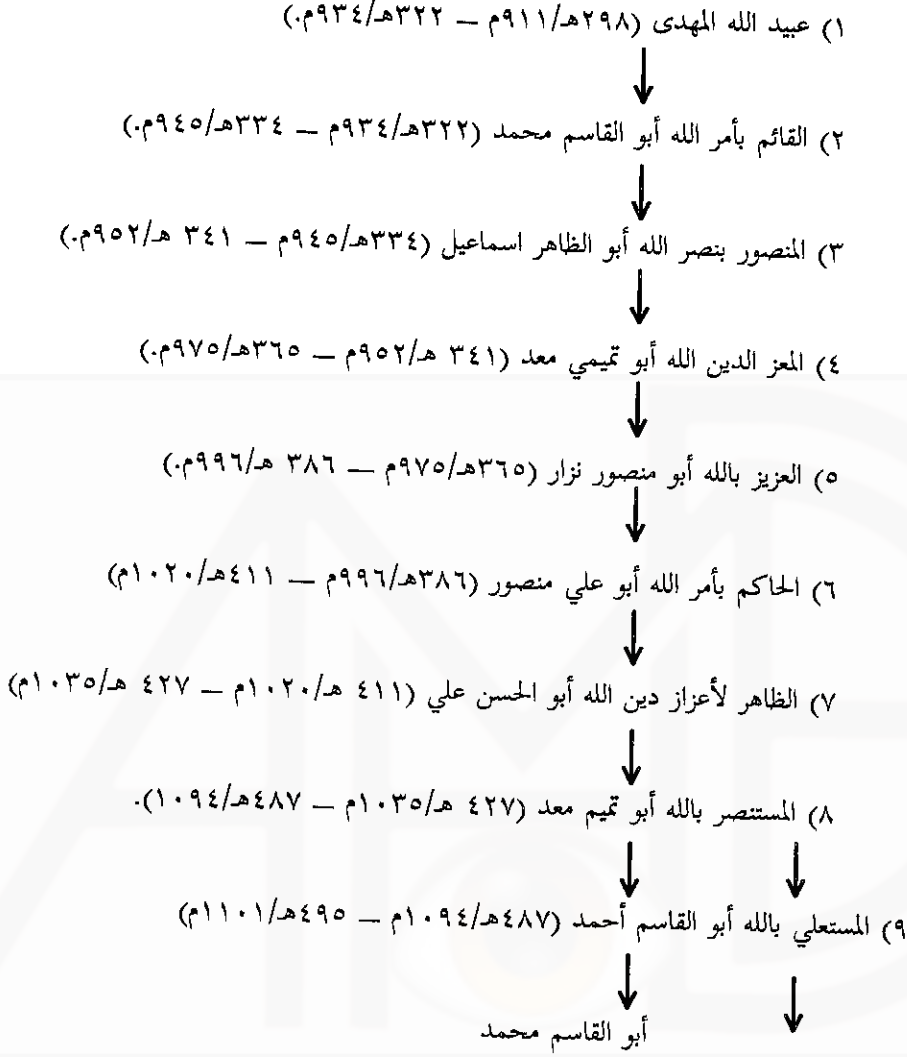 ١) عبيد الله المهدى (٢٩٨هـ/٩١١م — ٣٢٢هـ/٩٣٤م.)
٢) القائم بأمر الله أبو القاسم محمد (٣٢٢هـ/٩٣٤م — ٣٣٤هـ/٩٤٥م.)
٣) المنصور بنصر الله أبو الظاهر اسماعيل (٣٣٤هـ/٩٤٥م — ٣٤١ هـ/٩٥٢م.)
٤) المعز الدين الله أبو تميمي معد (٣٤١ هـ/٩٥٢م — ٣٦٥هـ/٩٧٥م.)
٥) العزيز بالله أبو منصور نزار (٣٦٥هـ/٩٧٥م — ٣٨٦ هـ/٩٩٦م.)
٦) الحاكم بأمر الله أبو علي منصور (٣٨٦هـ/٩٩٦م — ٤١١هـ/١٠٢٠م)
٧) الظاهر لأعزاز دين الله أبو الحسن علي (٤١١ هـ/١٠٢٠م — ٤٢٧ هـ/١٠٣٥م)
٨) المستنصر بالله أبو تميم معد (٤٢٧ هـ/١٠٣٥م — ٤٨٧هـ/١٠٩٤).
٩) المستعلي بالله أبو القاسم أحمد (٤٨٧هـ/١٠٩٤م — ٤٩٥هـ/١١٠١م)
أبو القاسم محمد